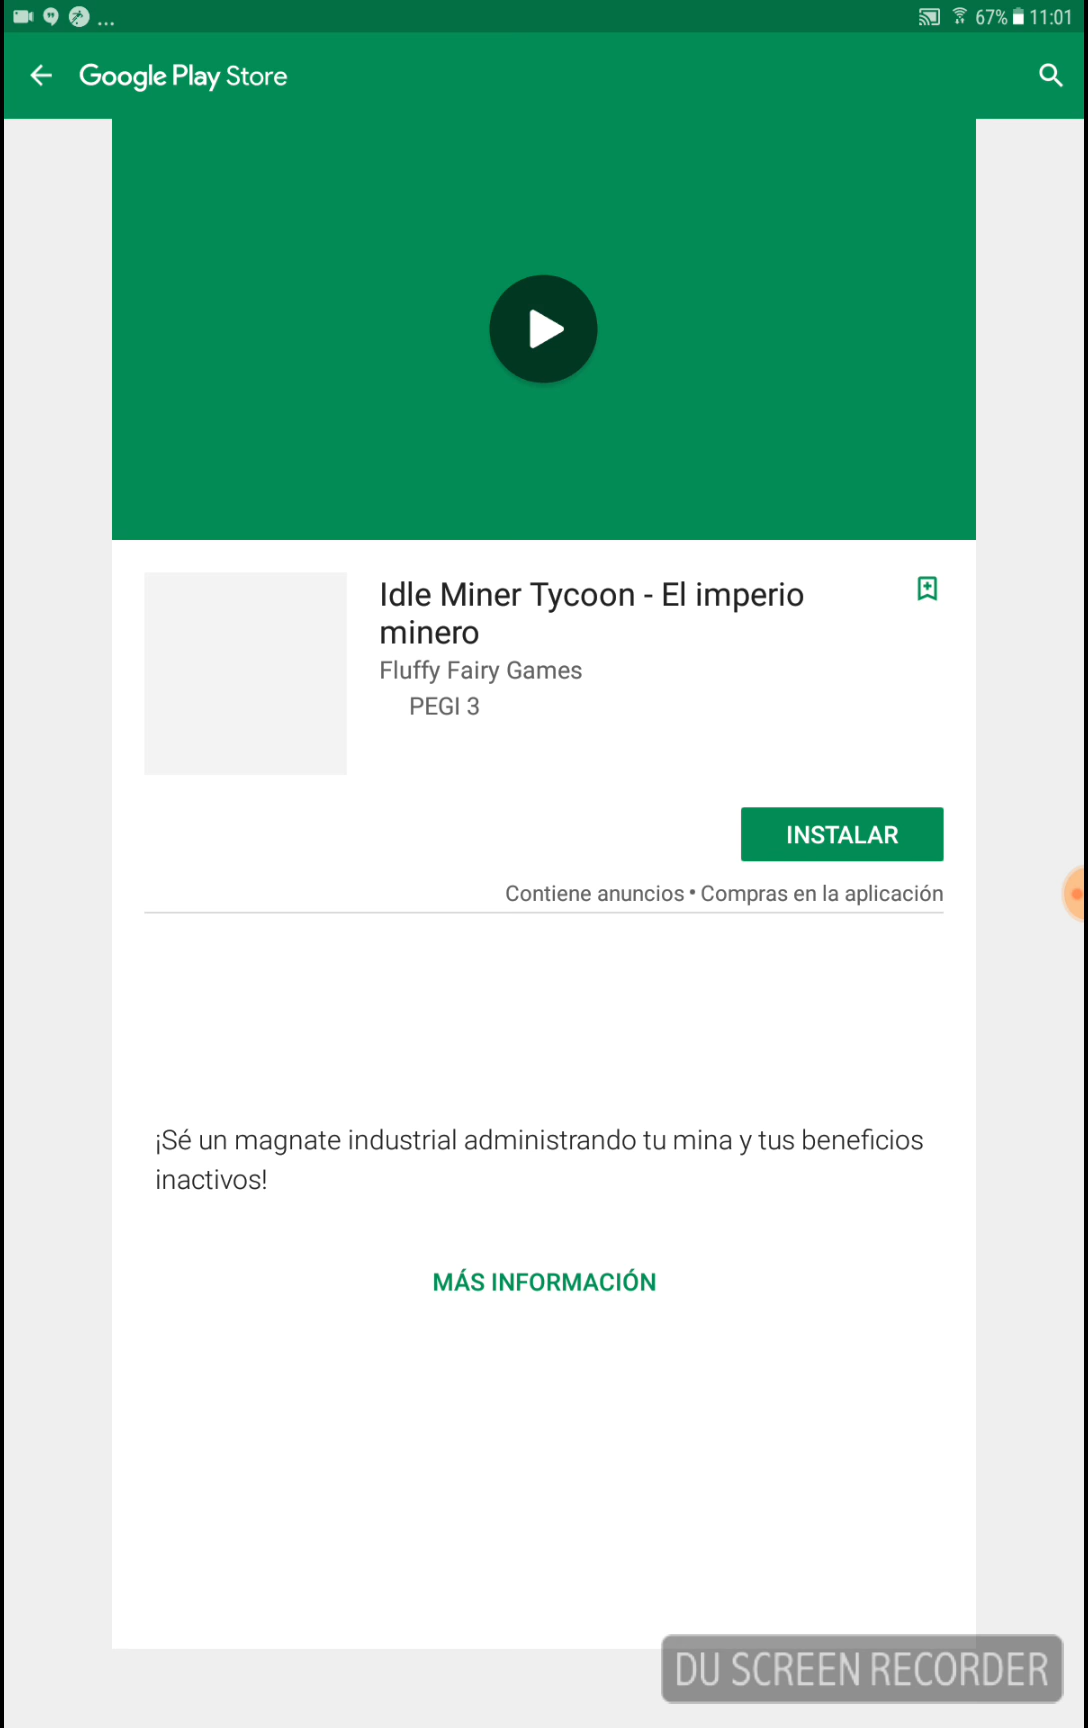 ... 67% 11:01
Google Play Store
Idle Miner Tycoon - El imperio
minero
Fluffy Fairy Games
PEGI 3
INSTALAR
Contiene anuncios • Compras en la aplicación
¡Sé un magnate industrial administrando tu mina y tus beneficios
inactivos!
MÁS INFORMACIÓN
DU SCREEN RECORDER